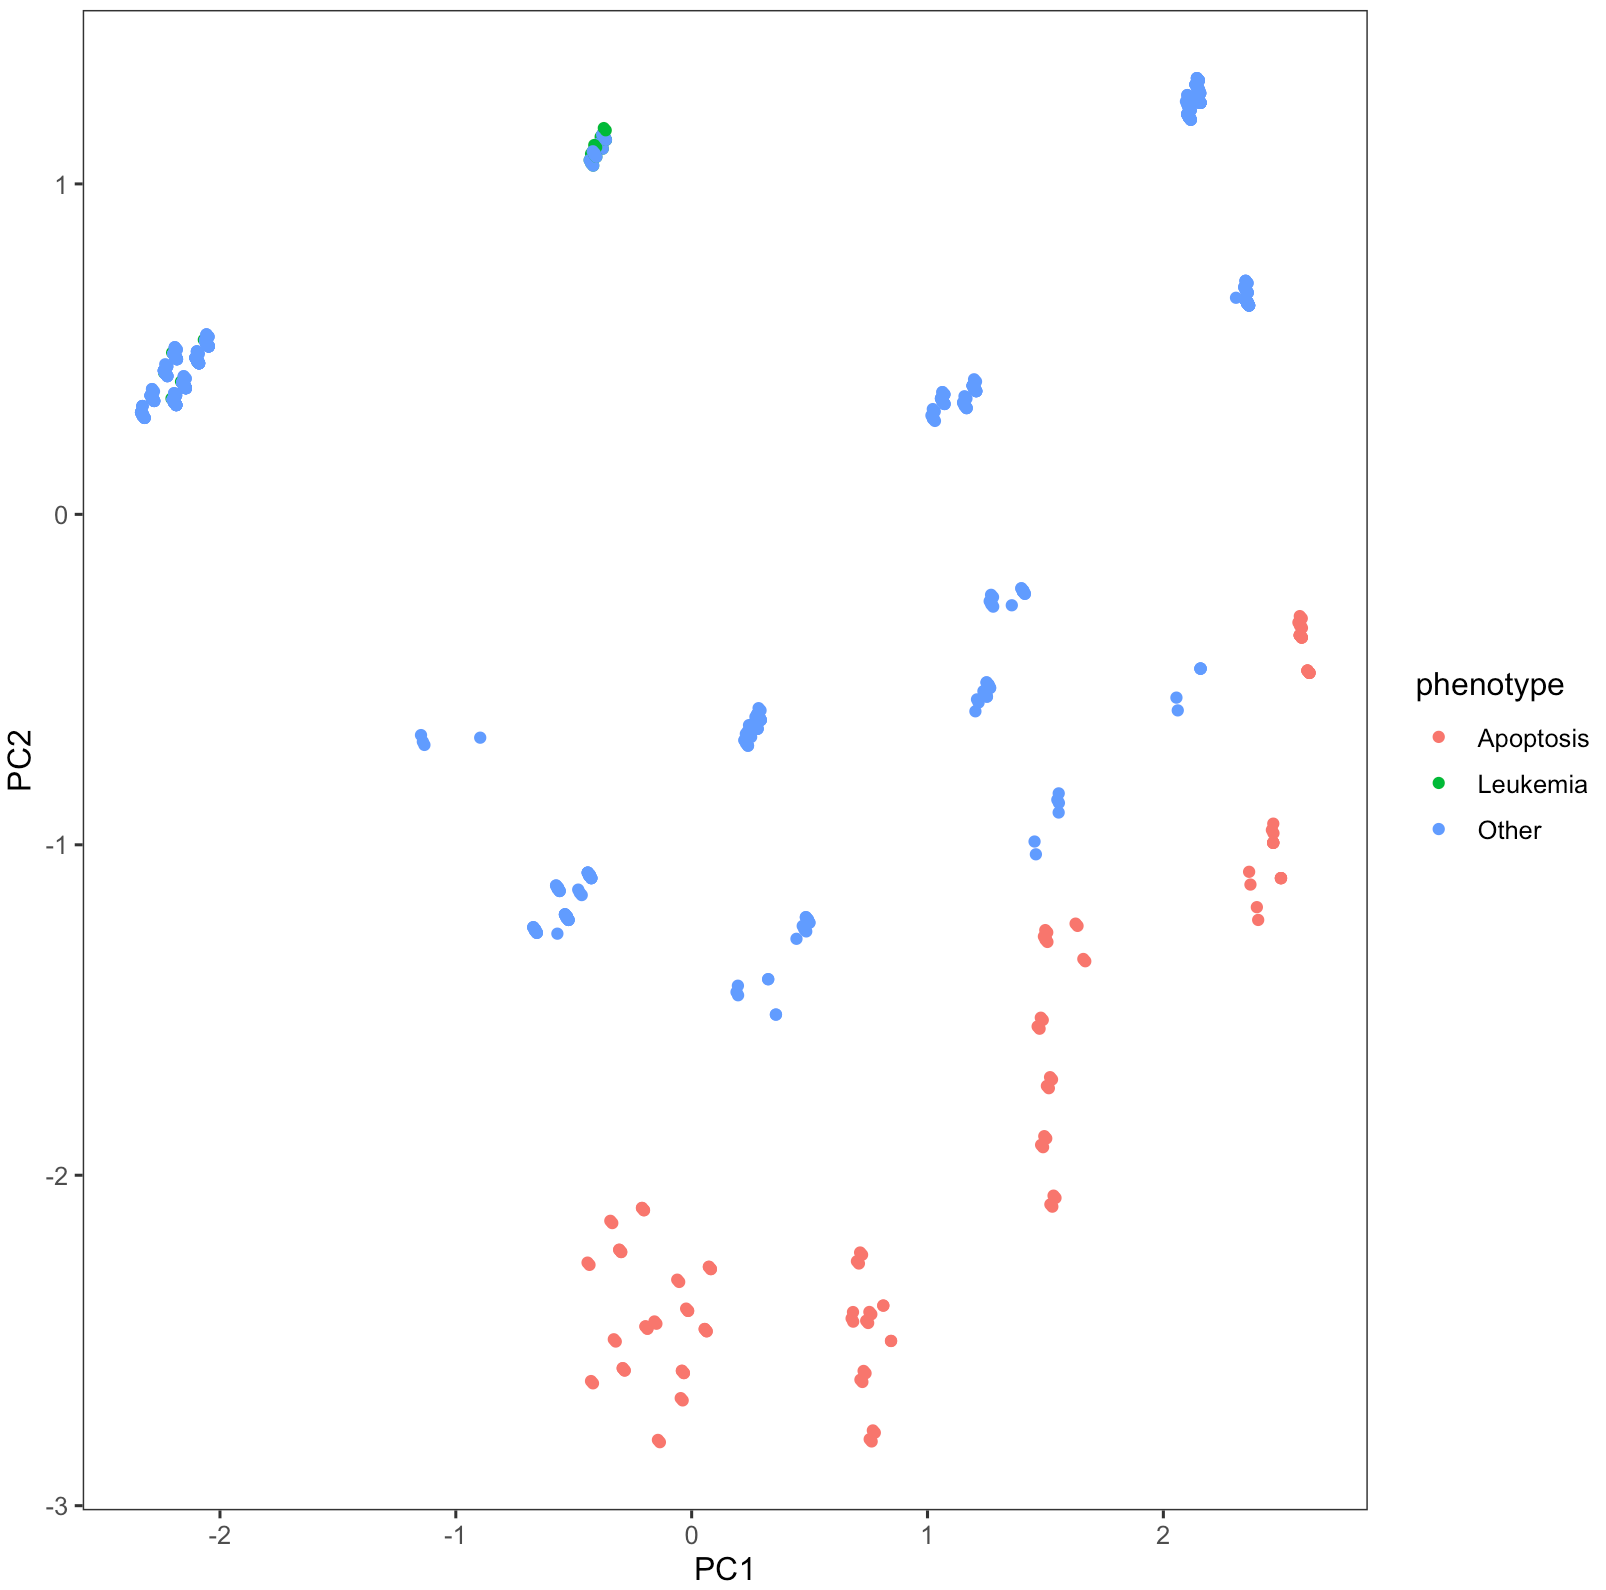 1
0
-1
-2
-3
PC2
-2
-1
0
1
2
PC1
phenotype
Apoptosis
Leukemia
Other